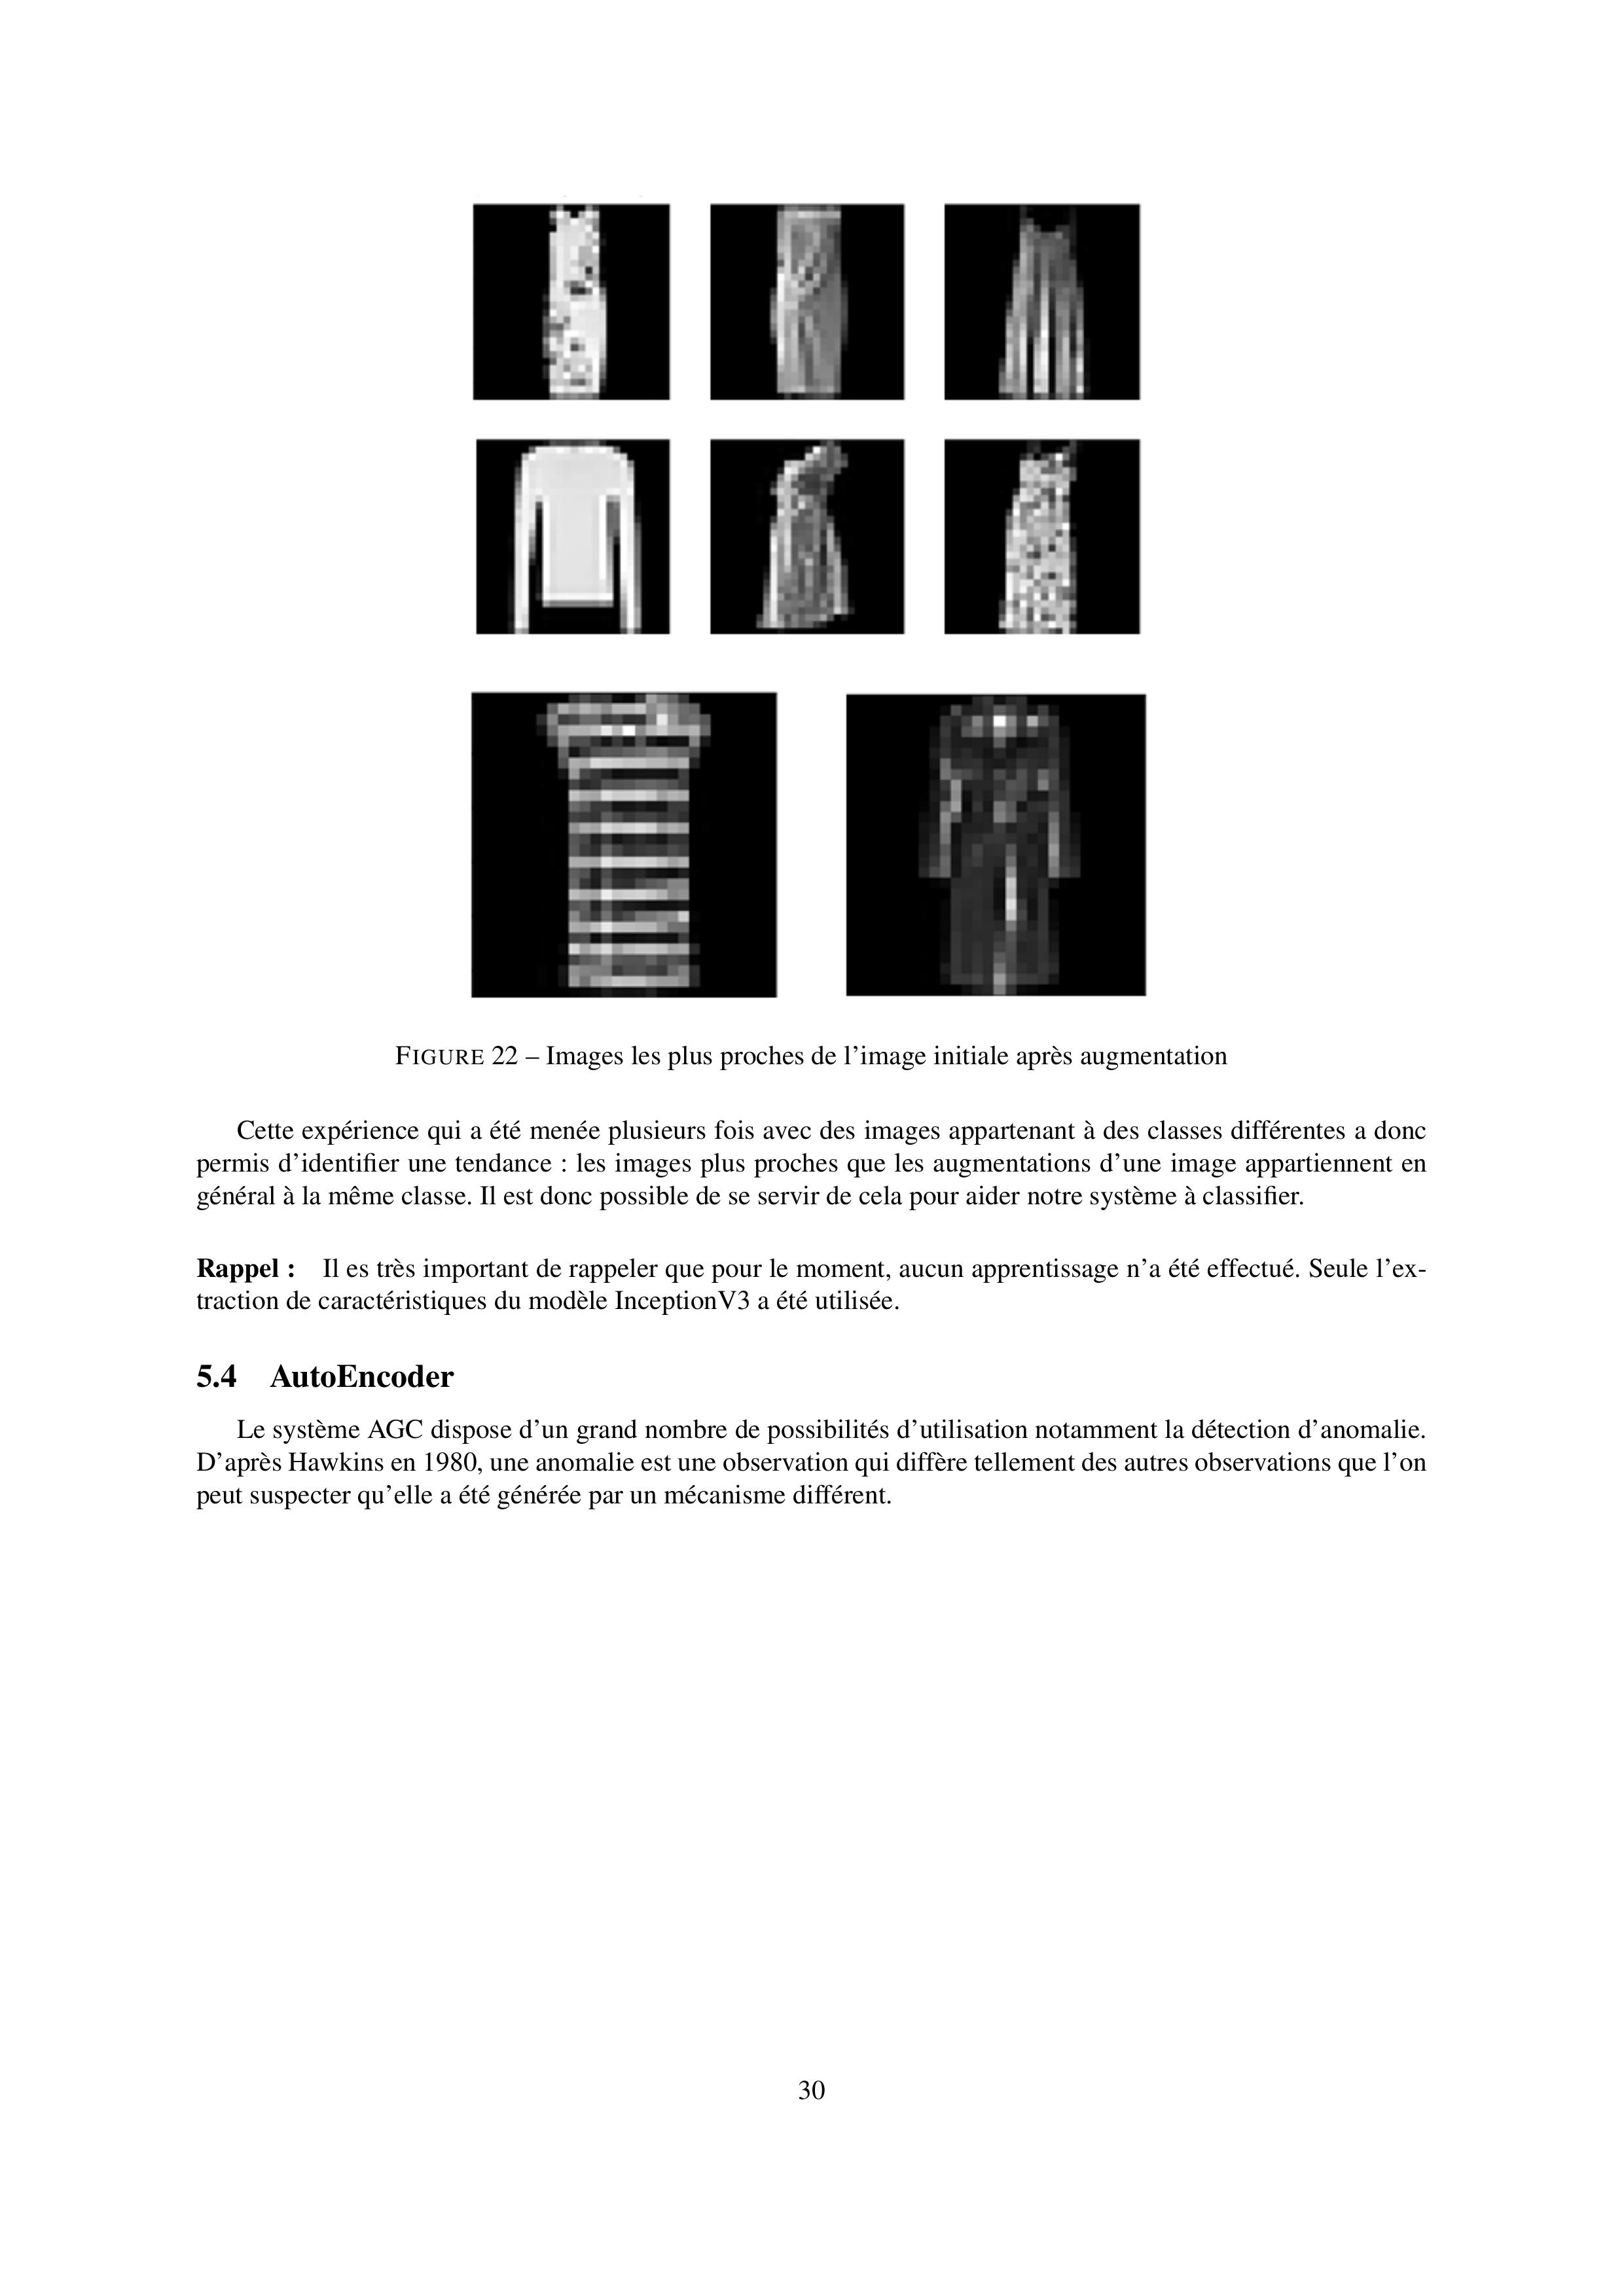 FIGURE 22 – Images les plus proches de l'image initiale après augmentation
Cette expérience qui a été menée plusieurs fois avec des images appartenant à des classes différentes a donc
permis d'identifier une tendance : les images plus proches que les augmentations d'une image appartiennent en
général à la même classe. Il est donc possible de se servir de cela pour aider notre système à classifier.
Rappel : Il es très important de rappeler que pour le moment, aucun apprentissage n'a été effectué. Seule l'ex-
traction de caractéristiques du modèle InceptionV3 a été utilisée.
5.4 AutoEncoder
Le système AGC dispose d'un grand nombre de possibilités d'utilisation notamment la détection d'anomalie.
D'après Hawkins en 1980, une anomalie est une observation qui diffère tellement des autres observations que l'on
peut suspecter qu'elle a été générée par un mécanisme différent.
30